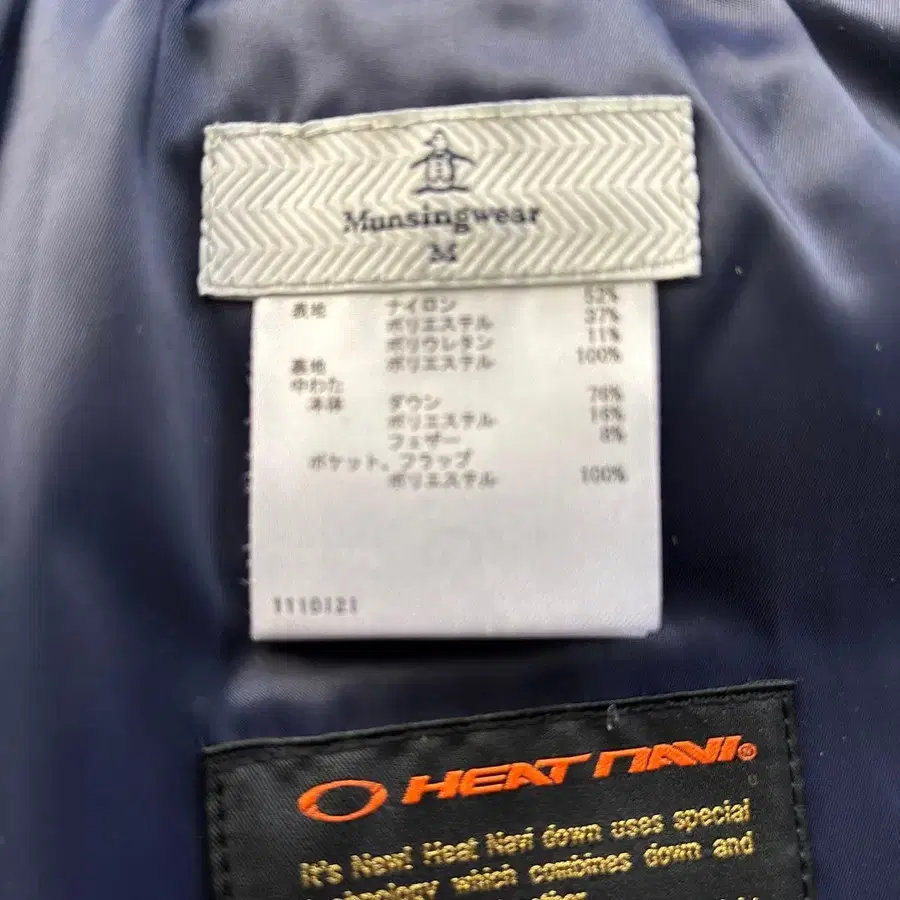 Munsingwear
M
表地 ナイロン 52%
ポリエステル 37%
ポリウレタン 11%
裏地 ポリエステル 100%
中わた
本体 ダウン 76%
ポリエステル 16%
フェザー 8%
ポケット、フラップ
ポリエステル 100%
1110121
HEAT NAVI®
It's New! Heat Navi down uses special
technology which combines down and